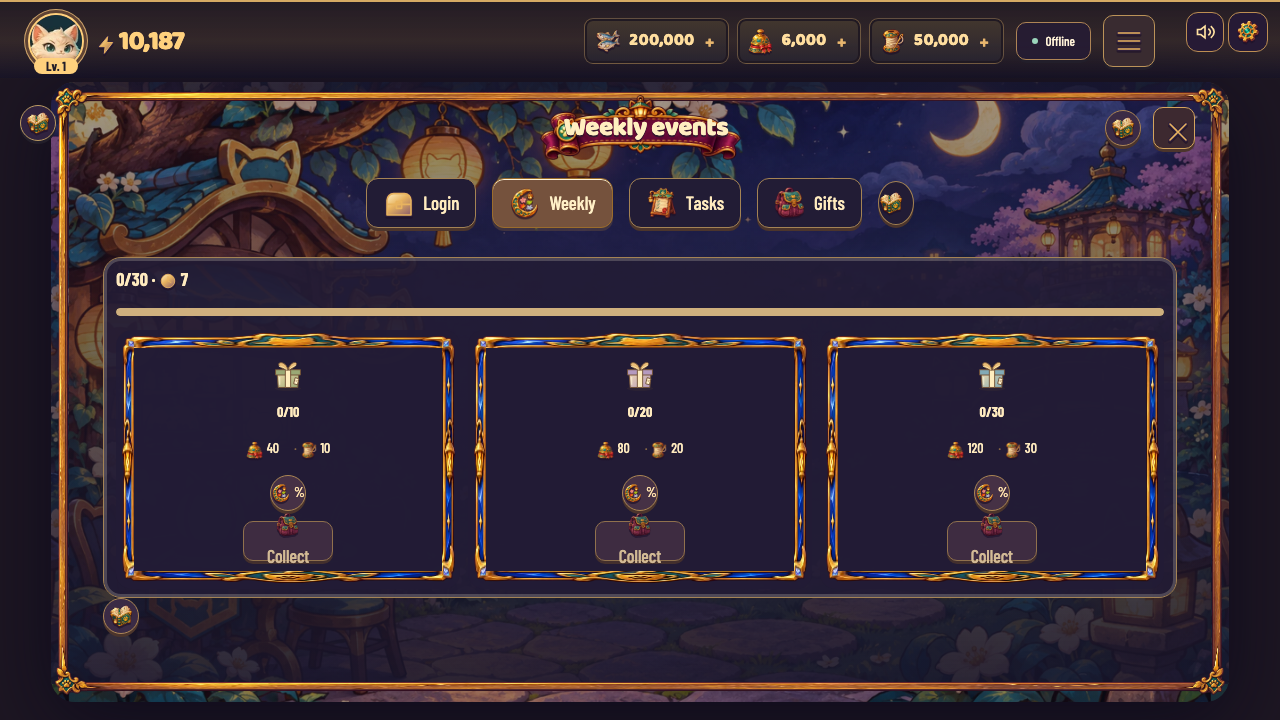 10,187
200,000 +
6,000 +
50,000 +
Offline
Lv. 1
Weekly events
Login
Weekly
Tasks
Gifts
0/30 · 7
0/10
40 · 10
%
Collect
0/20
80 · 20
%
Collect
0/30
120 · 30
%
Collect